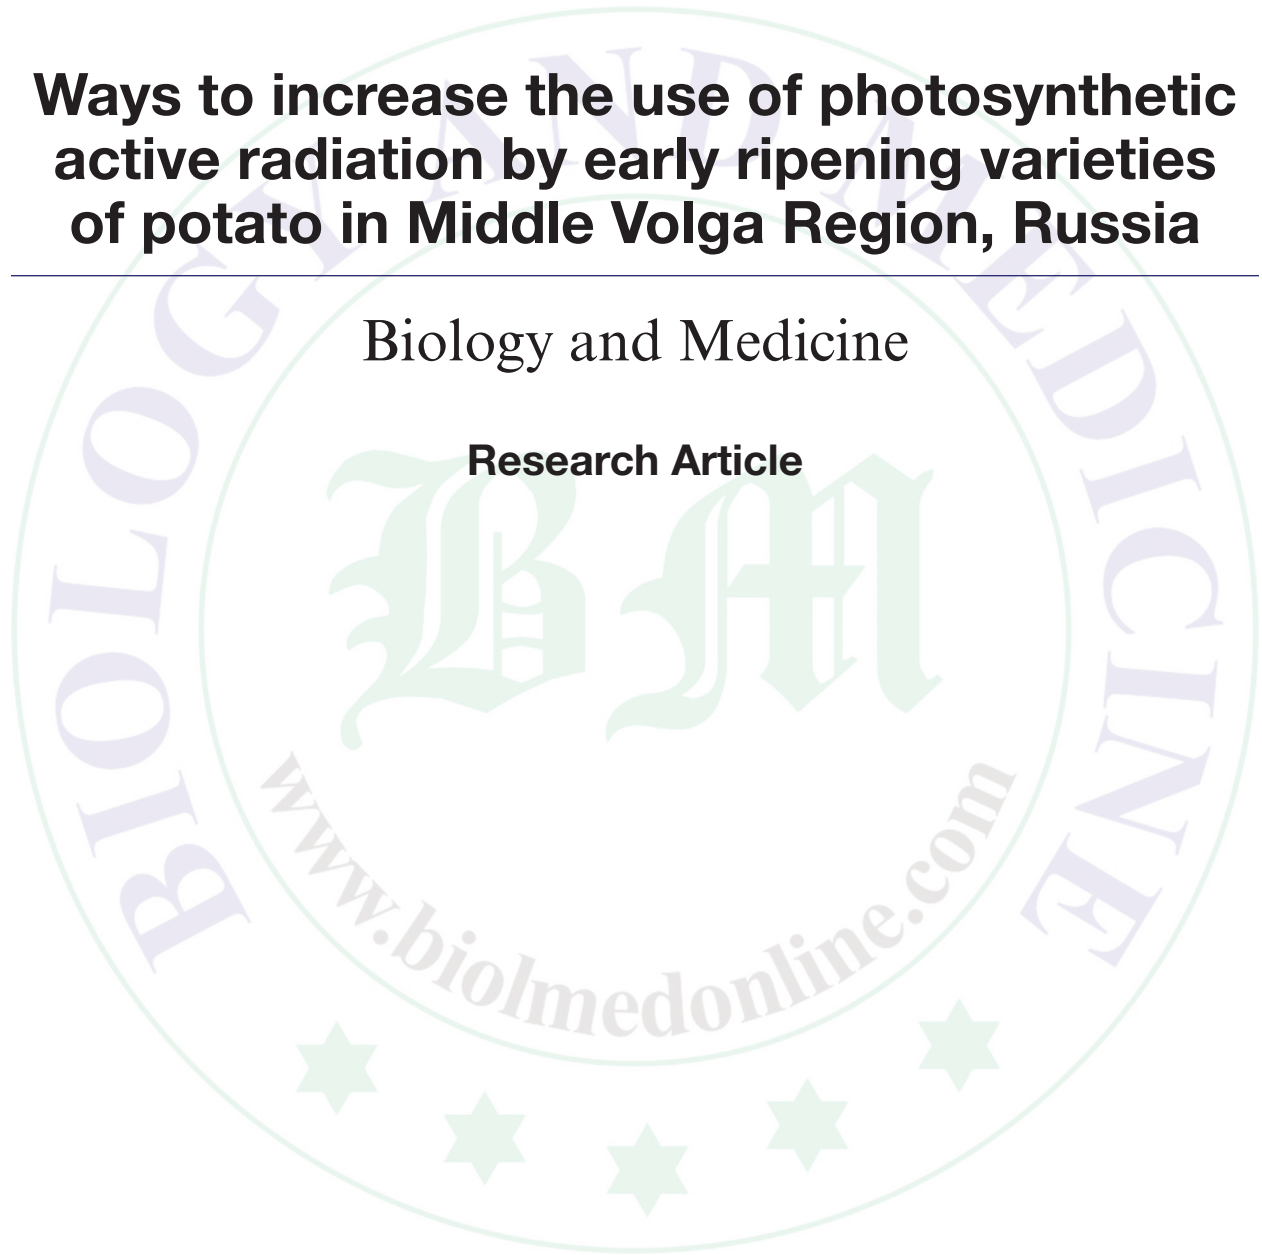 Ways to increase the use of photosynthetic
active radiation by early ripening varieties
of potato in Middle Volga Region, Russia
Biology and Medicine
Research Article
BIOLOGY AND MEDICINE
BM
www.biolmedonline.com